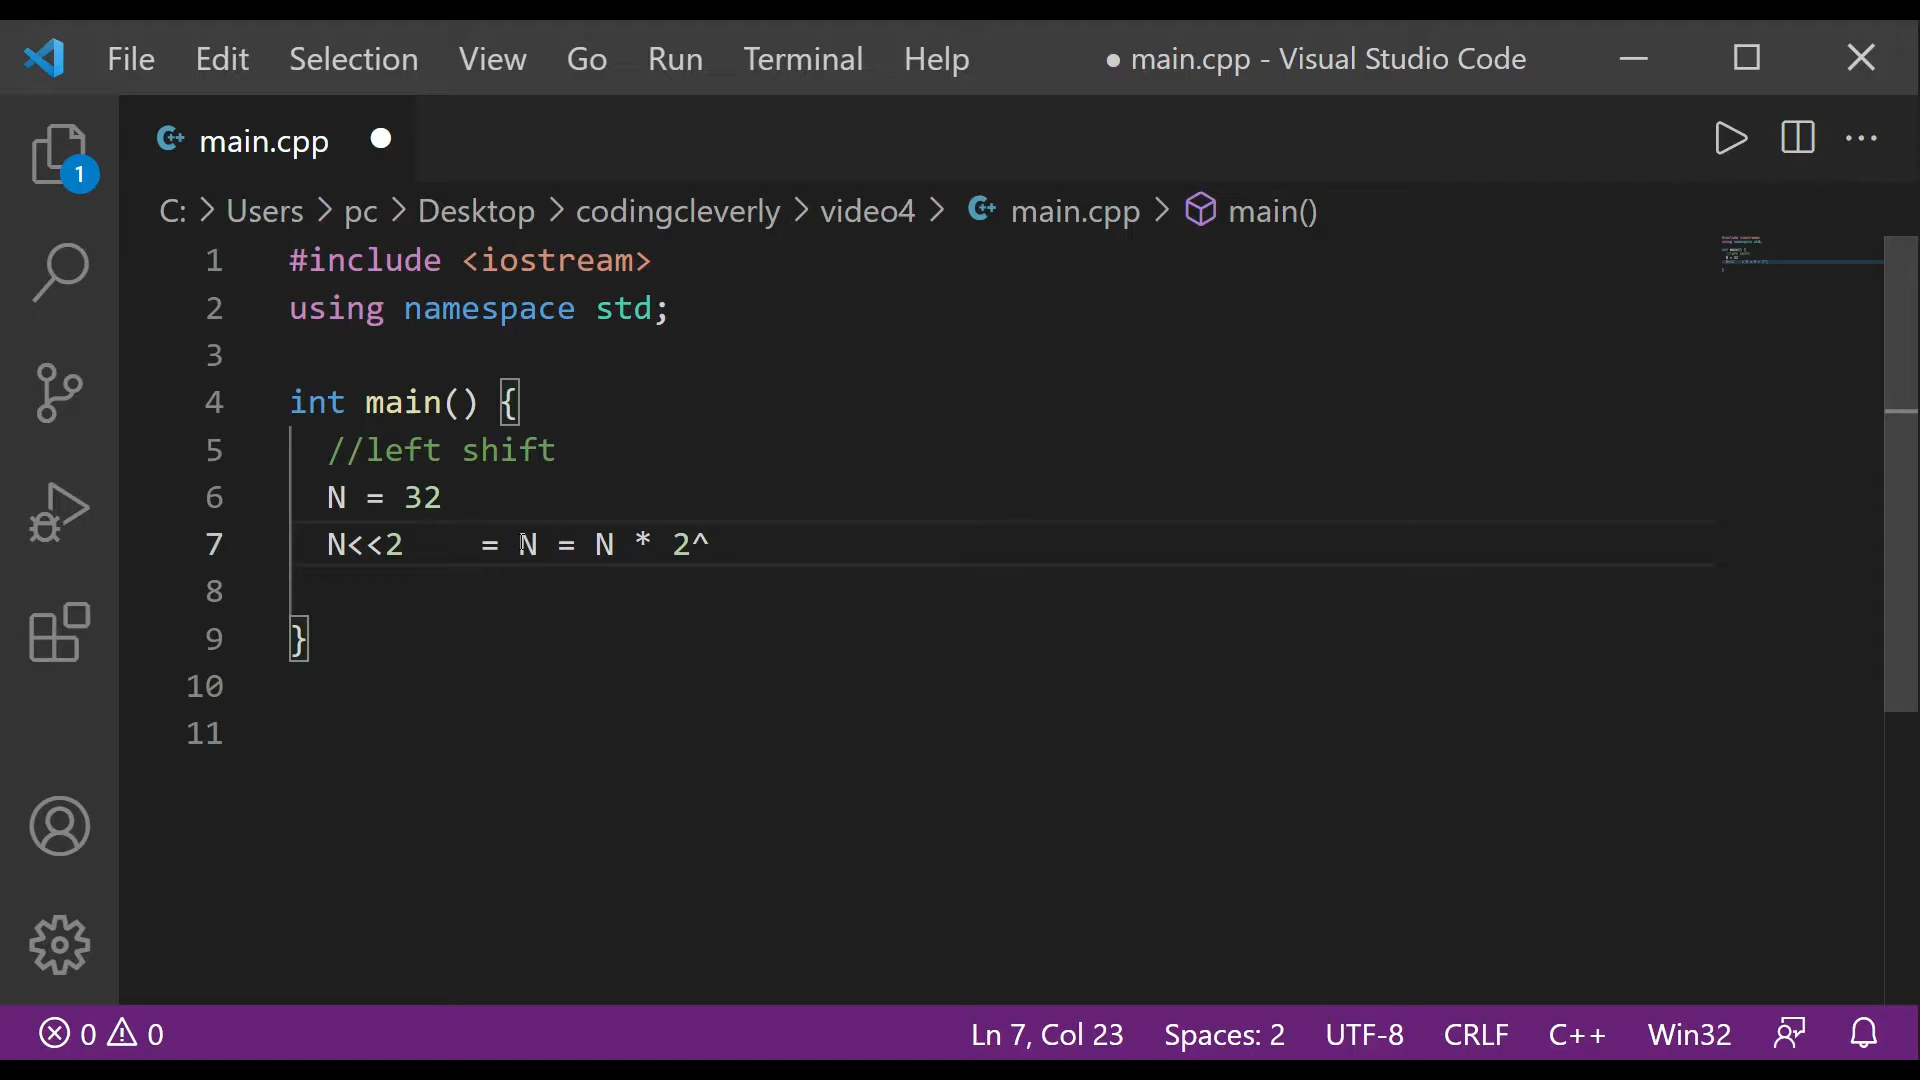 File Edit Selection View Go Run Terminal Help ● main.cpp - Visual Studio Code
main.cpp
C: > Users > pc > Desktop > codingcleverly > video4 > main.cpp > main()
1 #include <iostream>
2 using namespace std;
3
4 int main() {
5 //left shift
6 N = 32
7 N<<2    = N = N * 2^
8
9 }
10
11
1
0 0 Ln 7, Col 23 Spaces: 2 UTF-8 CRLF C++ Win32